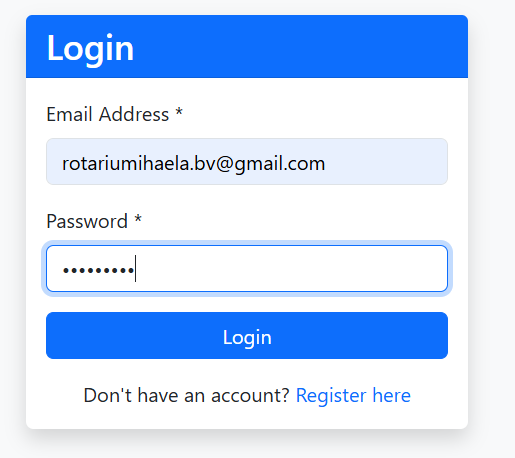 Login
Email Address *
rotariumihaela.bv@gmail.com
Password *
•••••••••
Login
Don't have an account? Register here